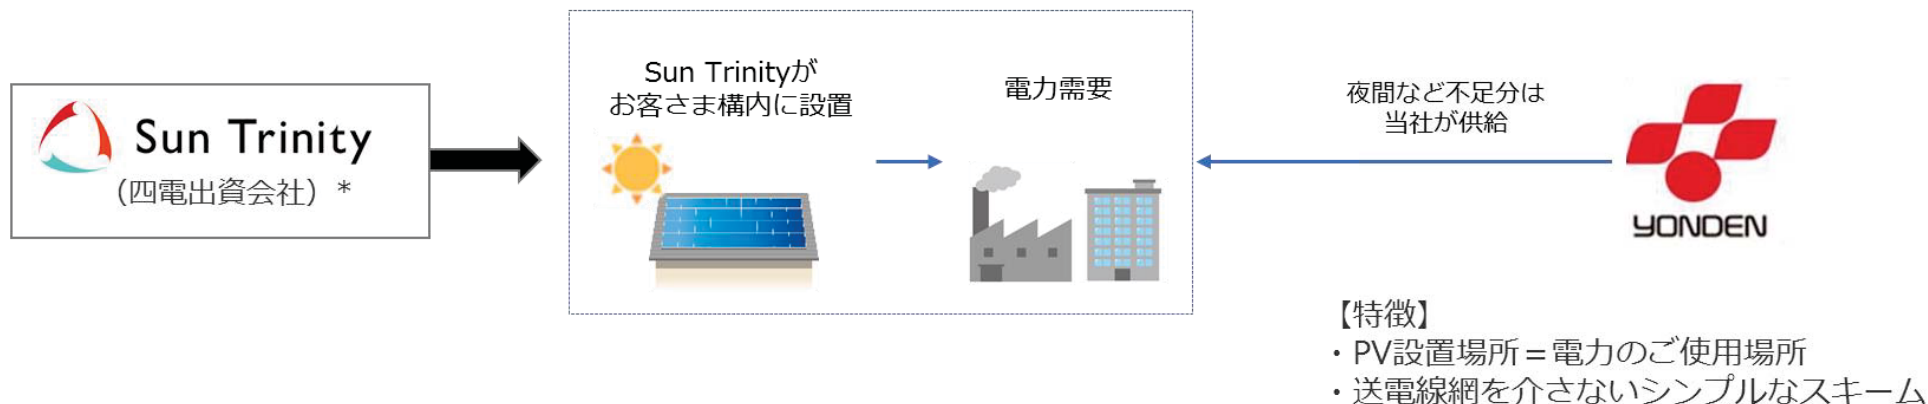 Sun Trinity
（四電出資会社）*
Sun Trinityが
お客さま構内に設置
電力需要
夜間など不足分は
当社が供給
YONDEN
【特徴】
・PV設置場所＝電力のご使用場所
・送電線網を介さないシンプルなスキーム